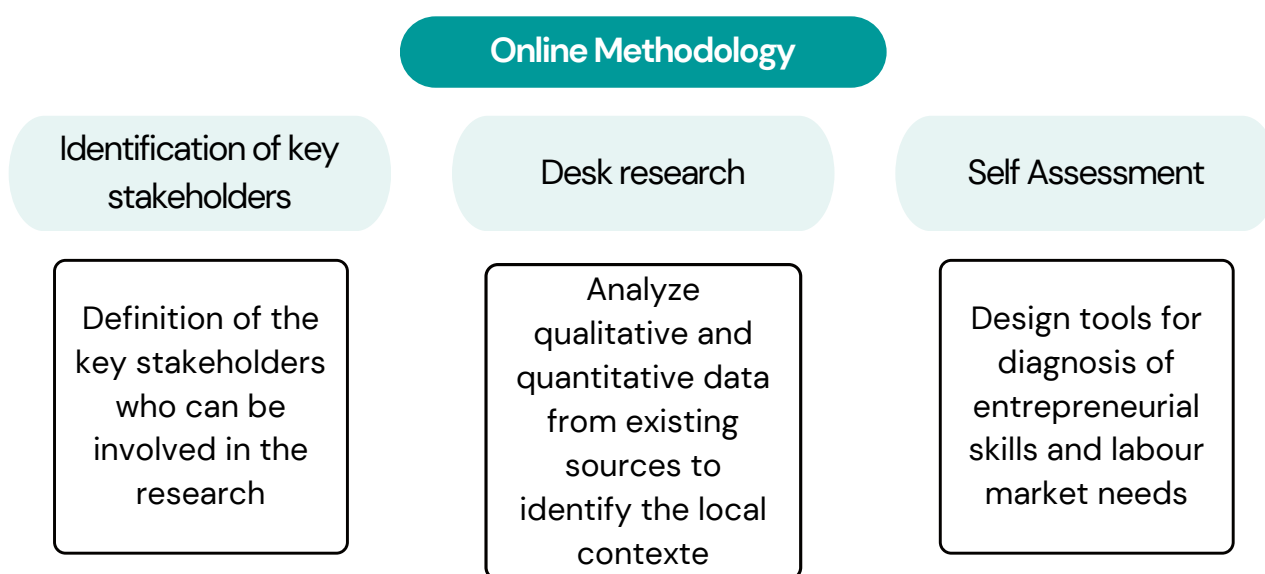 Online Methodology
Identification of key
stakeholders
Desk research
Self Assessment
Definition of the
key stakeholders
who can be
involved in the
research
Analyze
qualitative and
quantitative data
from existing
sources to
identify the local
contexte
Design tools for
diagnosis of
entrepreneurial
skills and labour
market needs